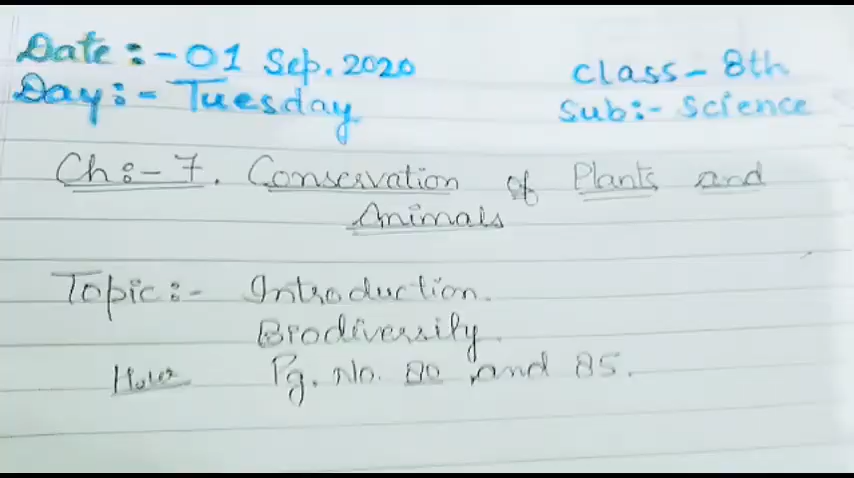 Date :- 01 Sep. 2020
class- 8th
Day:- Tuesday
Sub:- Science
Ch:- 7. Conservation of Plants and
Animals
Topic:- Introduction.
Biodiversity.
Pg. No. 80 and 85.